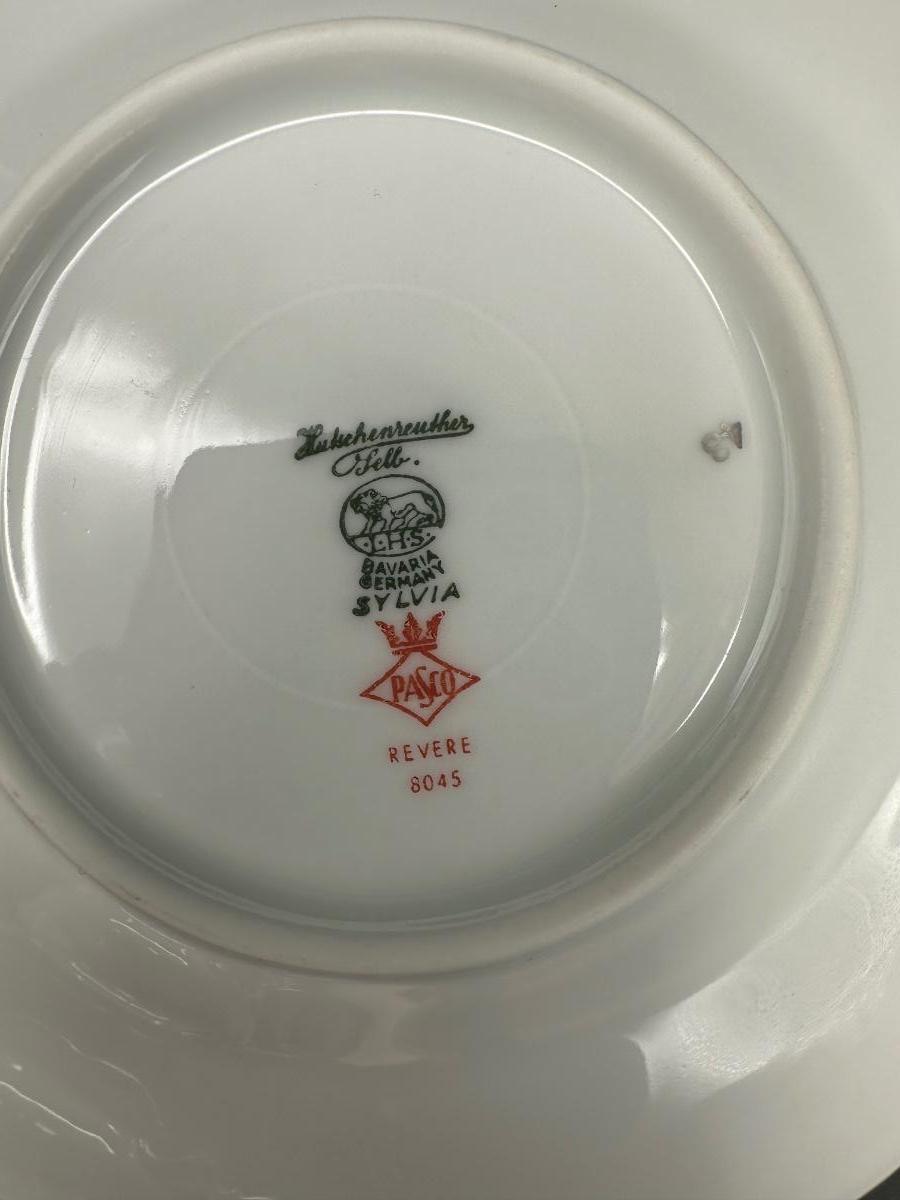 Hutschenreuther
Selb.
L.H.S.
BAVARIA
GERMANY
SYLVIA
PASCO
REVERE
8045